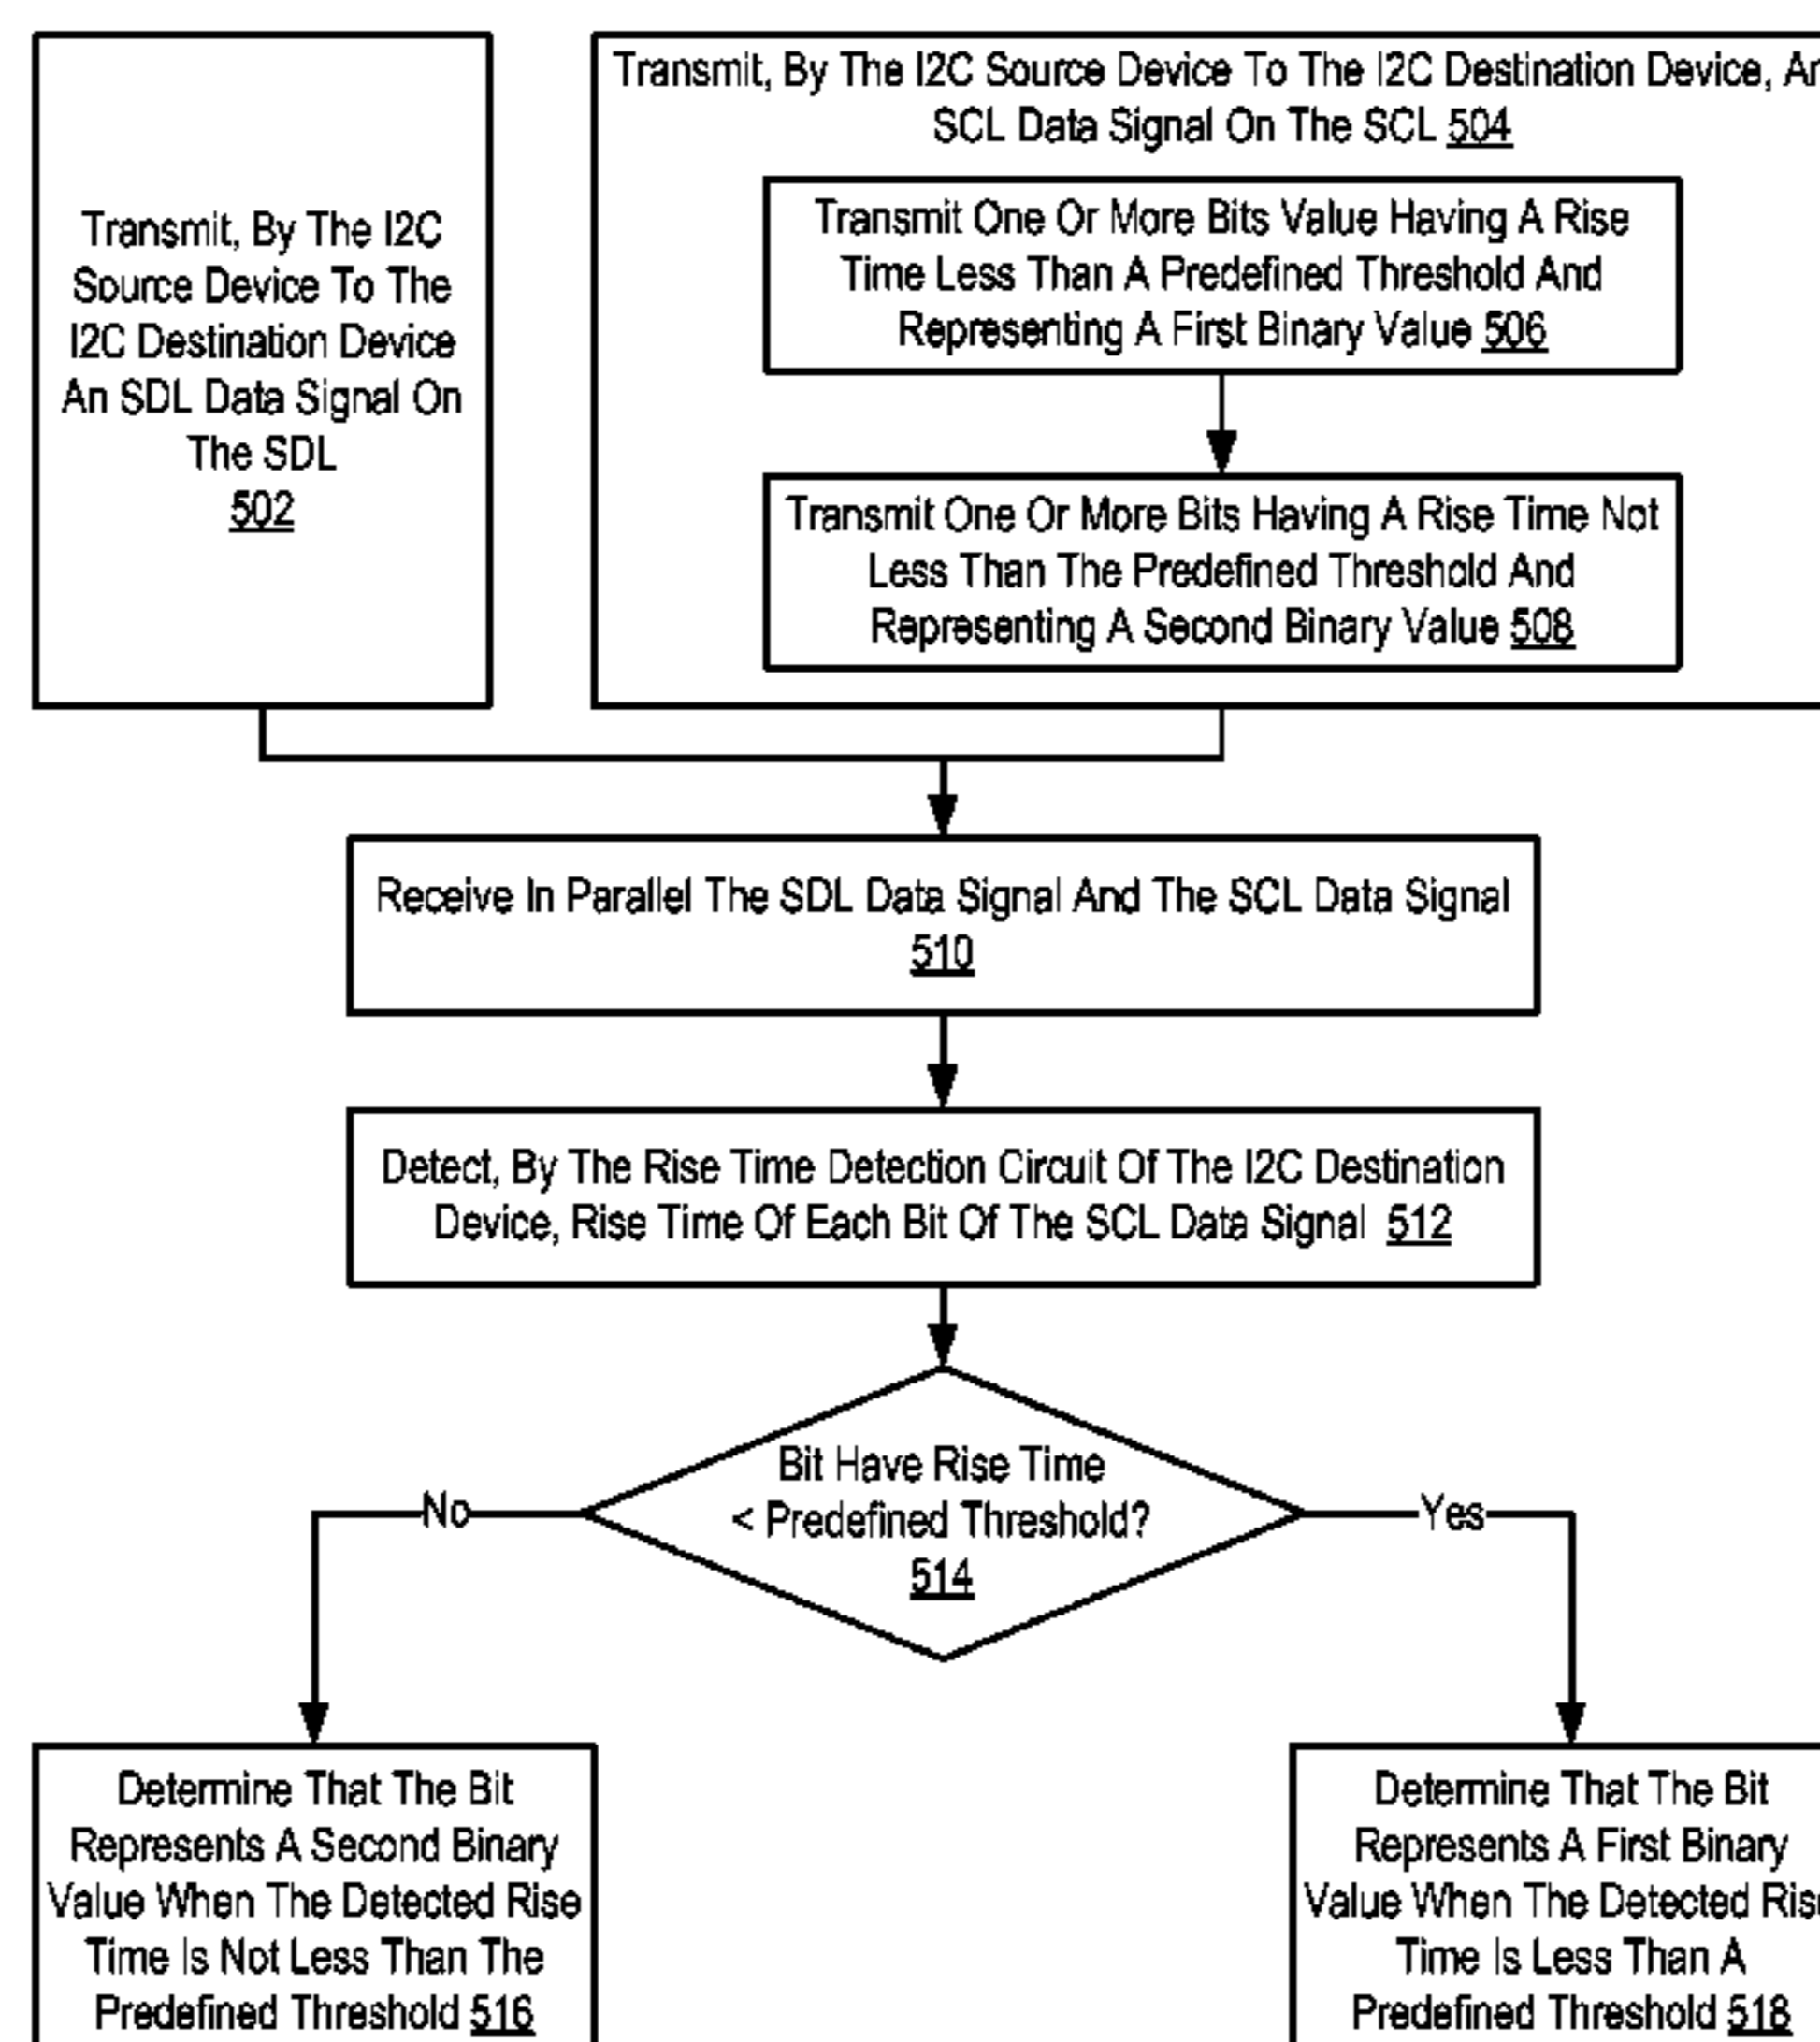 Transmit, By The I2C
Source Device To The
I2C Destination Device
An SDL Data Signal On
The SDL
502
Transmit, By The I2C Source Device To The I2C Destination Device, An
SCL Data Signal On The SCL 504
Transmit One Or More Bits Value Having A Rise
Time Less Than A Predefined Threshold And
Representing A First Binary Value 506
Transmit One Or More Bits Having A Rise Time Not
Less Than The Predefined Threshold And
Representing A Second Binary Value 508
Receive In Parallel The SDL Data Signal And The SCL Data Signal
510
Detect, By The Rise Time Detection Circuit Of The I2C Destination
Device, Rise Time Of Each Bit Of The SCL Data Signal 512
Bit Have Rise Time
< Predefined Threshold?
514
No
Yes
Determine That The Bit
Represents A Second Binary
Value When The Detected Rise
Time Is Not Less Than The
Predefined Threshold 516
Determine That The Bit
Represents A First Binary
Value When The Detected Rise
Time Is Less Than A
Predefined Threshold 518